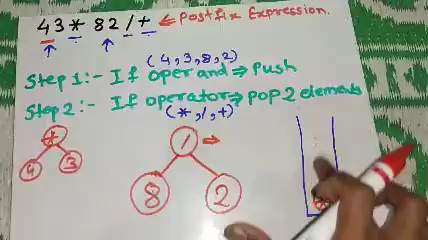 43* 82/+ ⇐ Postfix Expression.
(4,3,8,2)
Step 1:- If operand ⇒ Push
Step 2:- If operator ⇒ pop 2 elements
(*,/,+)
*
4 3
/ ⇒
8 2
*